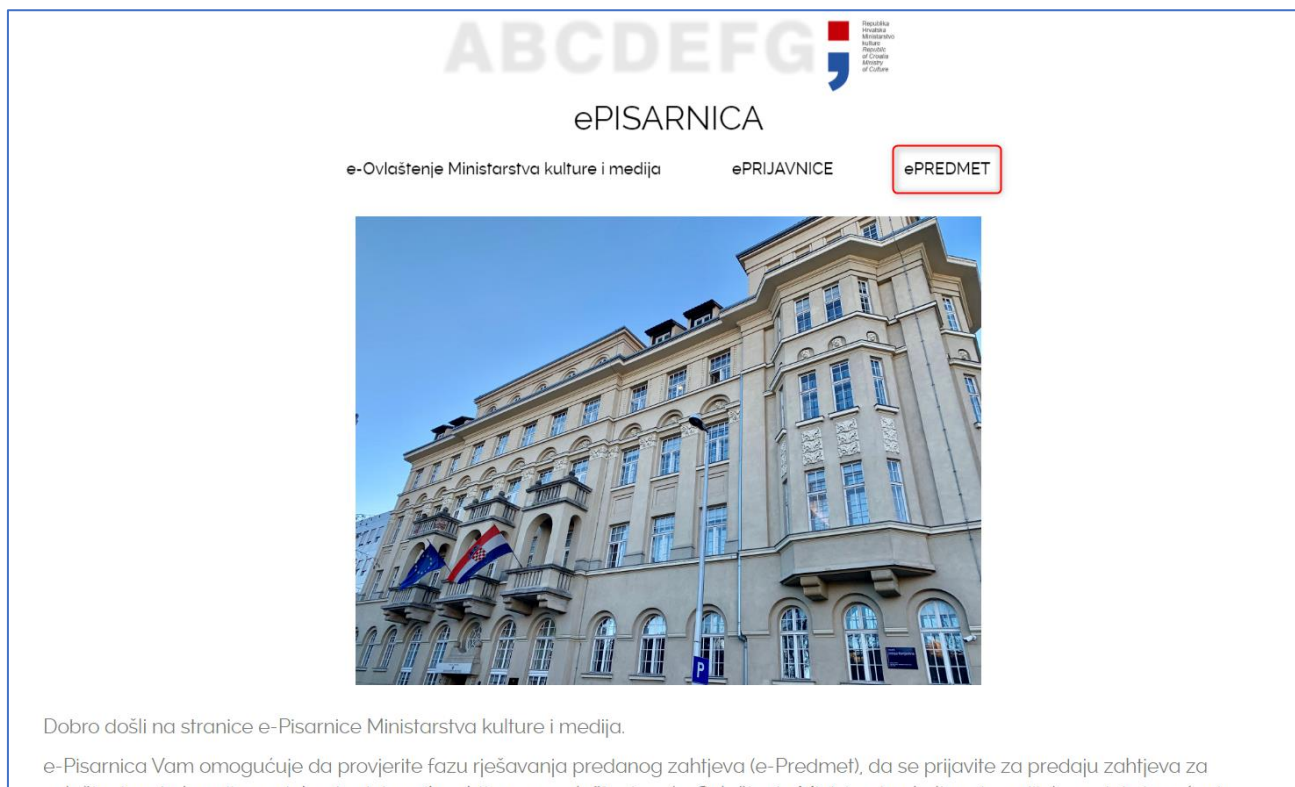 ABCDEFG
Republika
Hrvatska
Ministarstvo
kulture
Republic
of Croatia
Ministry
of Culture
ePISARNICA
e-Ovlaštenje Ministarstva kulture i medija ePRIJAVNICE ePREDMET
P
Dobro došli na stranice e-Pisarnice Ministarstva kulture i medija.
e-Pisarnica Vam omogućuje da provjerite fazu rješavanja predanog zahtjeva (e-Predmet), da se prijavite za predaju zahtjeva za